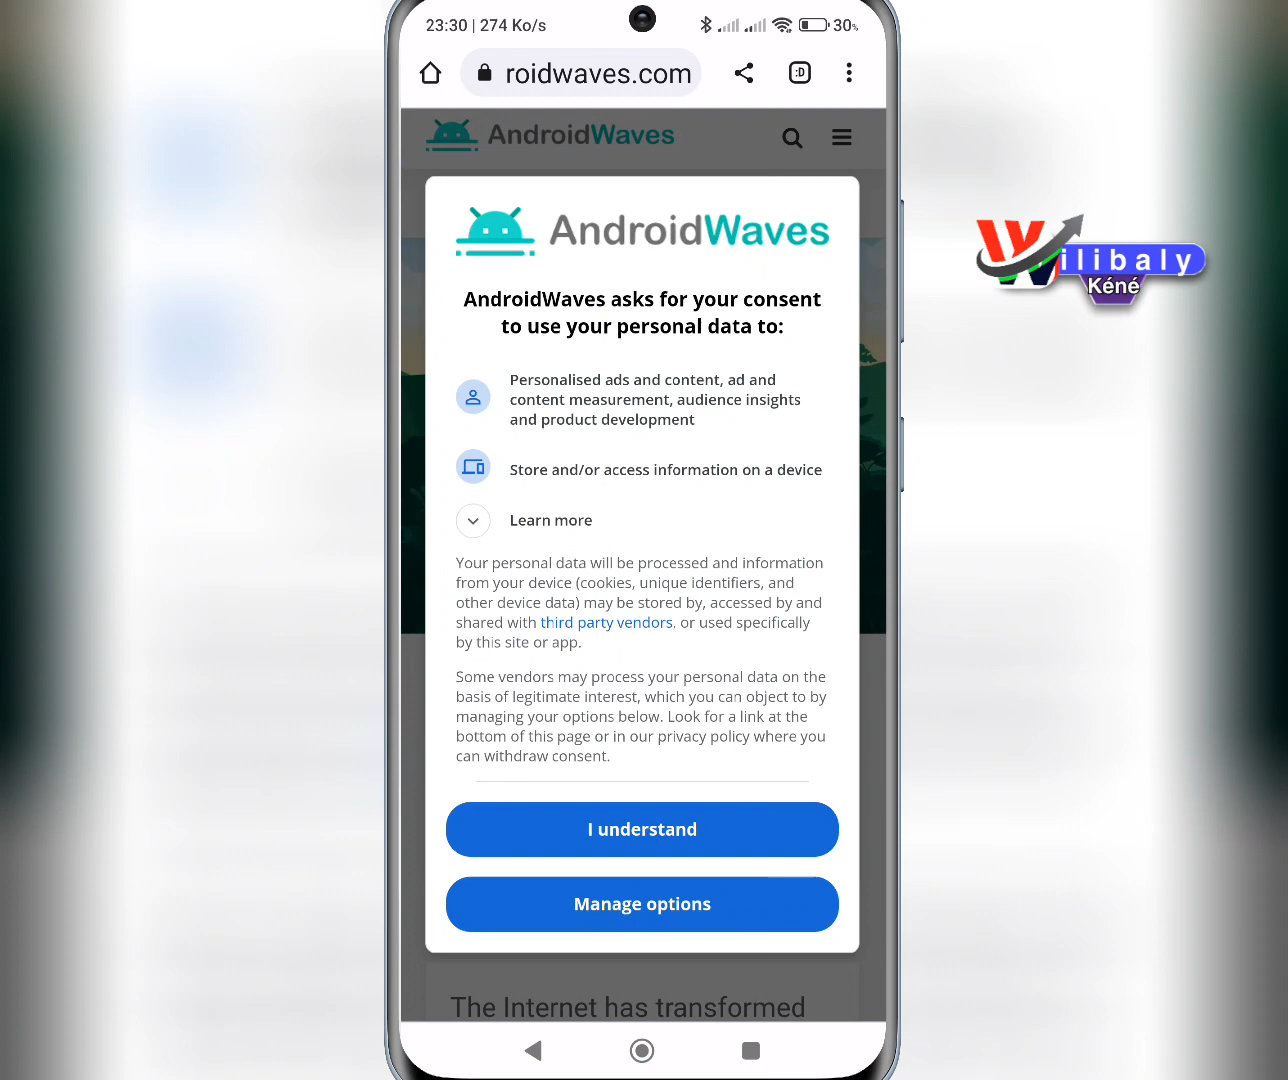 23:30 | 274 Ko/s
30%
roidwaves.com
:D
AndroidWaves
AndroidWaves
AndroidWaves asks for your consent
to use your personal data to:
Personalised ads and content, ad and
content measurement, audience insights
and product development
Store and/or access information on a device
Learn more
Your personal data will be processed and information
from your device (cookies, unique identifiers, and
other device data) may be stored by, accessed by and
shared with third party vendors, or used specifically
by this site or app.
Some vendors may process your personal data on the
basis of legitimate interest, which you can object to by
managing your options below. Look for a link at the
bottom of this page or in our privacy policy where you
can withdraw consent.
I understand
Manage options
The Internet has transformed
Wilibaly
Kéné